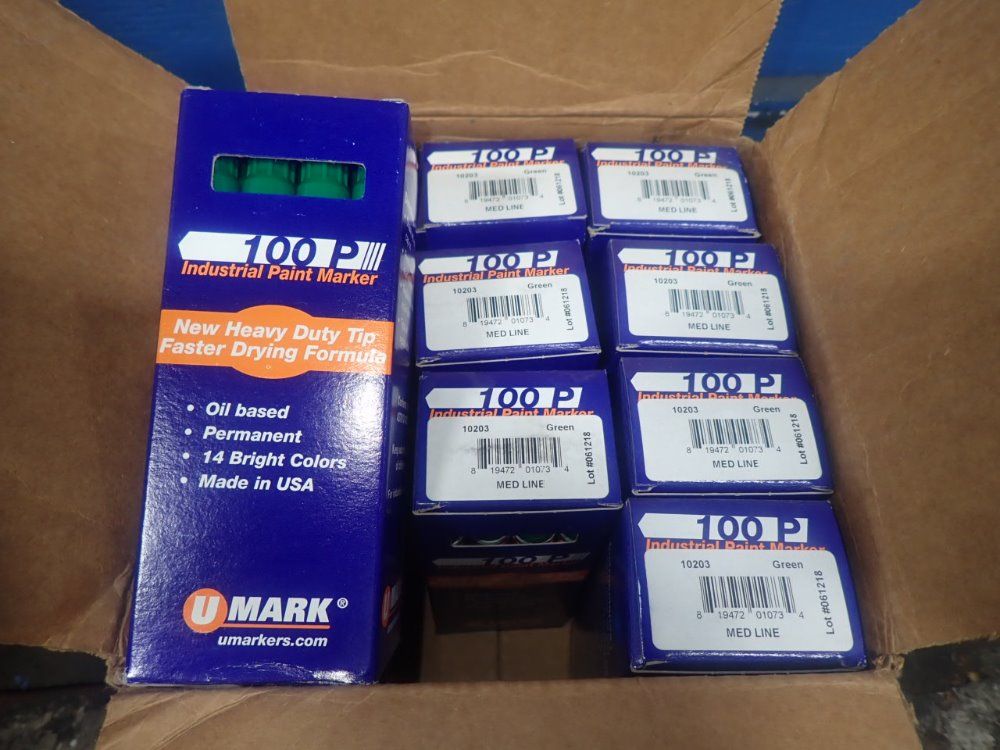 100 P
Industrial Paint Marker
New Heavy Duty Tip
Faster Drying Formula
• Oil based
• Permanent
• 14 Bright Colors
• Made in USA
U MARK®
umarkers.com
100 P
Industrial Paint Marker
10203 Green
8 19472 01073 4
MED LINE
Lot #061218
100 P
Industrial Paint Marker
10203 Green
8 19472 01073 4
MED LINE
Lot #061218
100 P
Industrial Paint Marker
10203 Green
8 19472 01073 4
MED LINE
Lot #061218
100 P
Industrial Paint Marker
10203 Green
8 19472 01073 4
MED LINE
Lot #061218
100 P
Industrial Paint Marker
10203 Green
8 19472 01073 4
MED LINE
Lot #061218
100 P
Industrial Paint Marker
10203 Green
8 19472 01073 4
MED LINE
Lot #061218
100 P
Industrial Paint Marker
10203 Green
8 19472 01073 4
MED LINE
Lot #061218
100 P